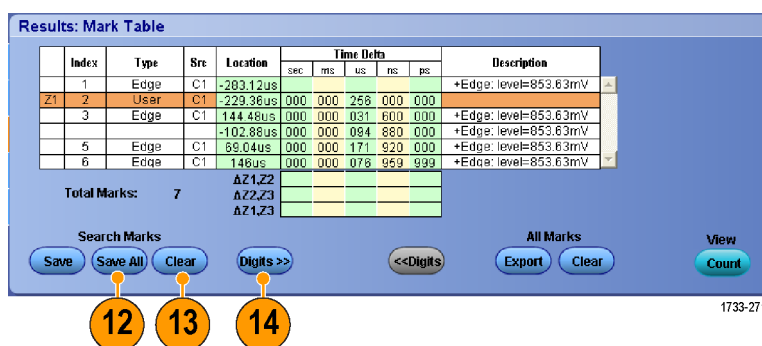 Results: Mark Table
Index Type Src Location Time Delta Description
sec ms us ns ps
1 Edge C1 -283.12us +Edge: level=853.63mV
Z1 2 User C1 -229.36us 000 000 256 600 000
3 Edge C1 144.48us 000 000 031 600 000 +Edge: level=853.63mV
-102.88us 000 000 094 880 000 +Edge: level=853.63mV
5 Edge C1 69.04us 000 000 171 920 000 +Edge: level=853.63mV
6 Edge C1 146us 000 000 076 959 999 +Edge: level=853.63mV
ΔZ1,Z2
Total Marks: 7 ΔZ2,Z3
ΔZ1,Z3
Search Marks All Marks View
Save Save All Clear Digits >> <<Digits Export Clear Count
1733-27
12 13 14